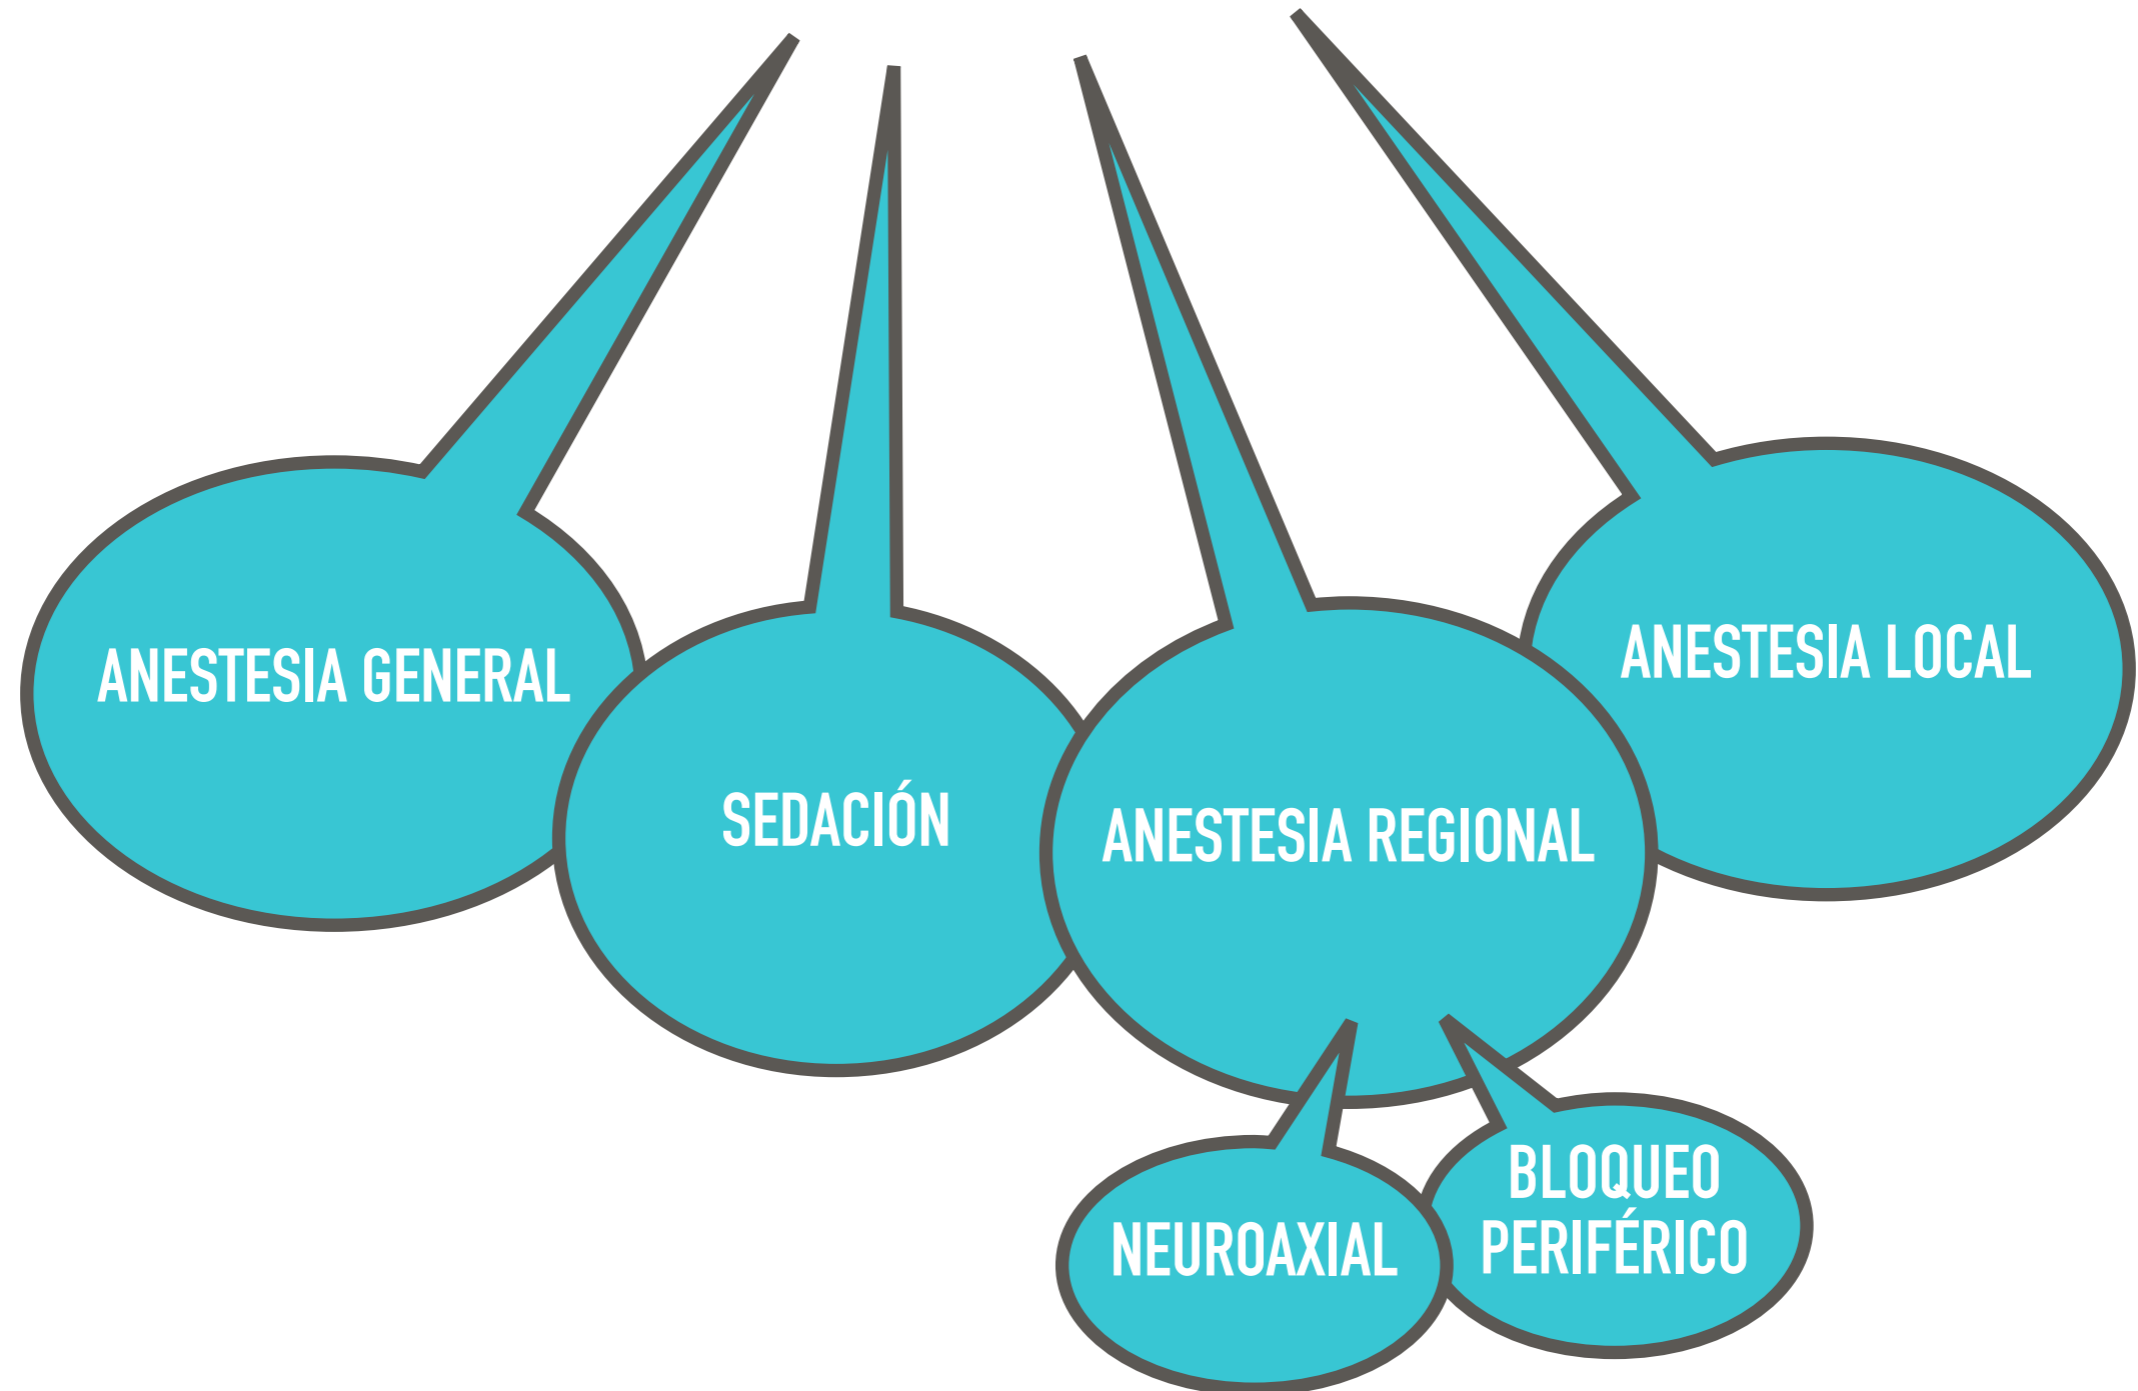 ANESTESIA GENERAL
SEDACIÓN
ANESTESIA REGIONAL
ANESTESIA LOCAL
NEUROAXIAL
BLOQUEO
PERIFÉRICO